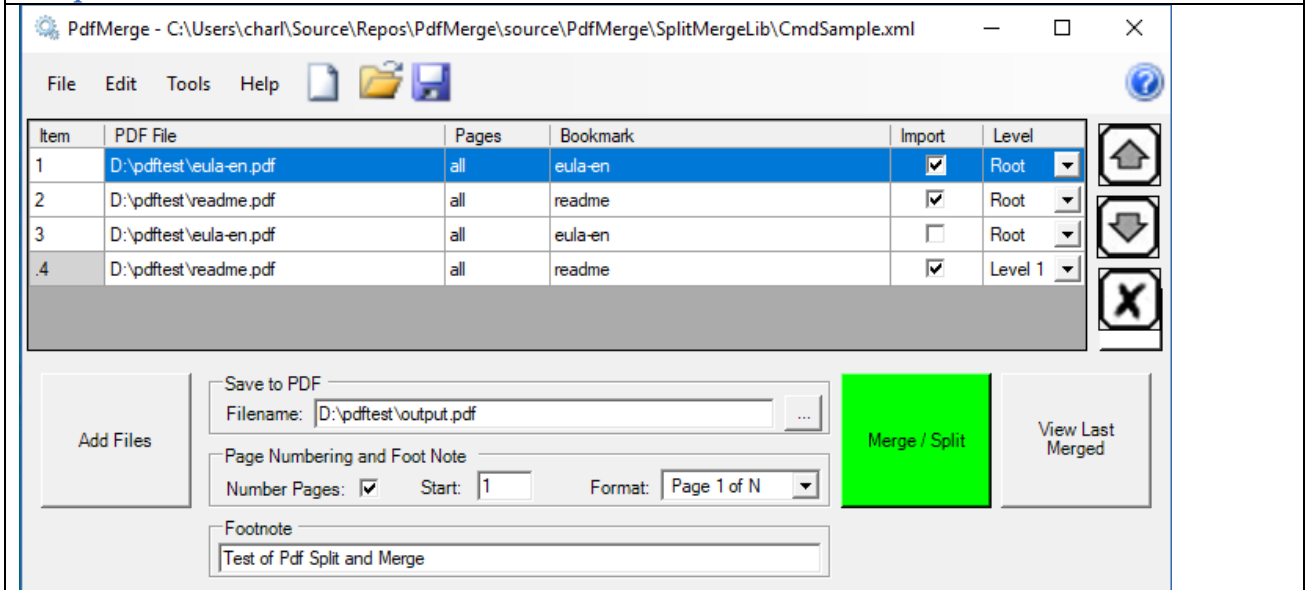 PdfMerge - C:\Users\charl\Source\Repos\PdfMerge\source\PdfMerge\SplitMergeLib\CmdSample.xml
File Edit Tools Help
Item PDF File Pages Bookmark Import Level
1 D:\pdftest\eula-en.pdf all eula-en Root
2 D:\pdftest\readme.pdf all readme Root
3 D:\pdftest\eula-en.pdf all eula-en Root
.4 D:\pdftest\readme.pdf all readme Level 1
Add Files
Save to PDF
Filename: D:\pdftest\output.pdf ...
Page Numbering and Foot Note
Number Pages: Start: 1 Format: Page 1 of N
Footnote
Test of Pdf Split and Merge
Merge / Split
View Last
Merged